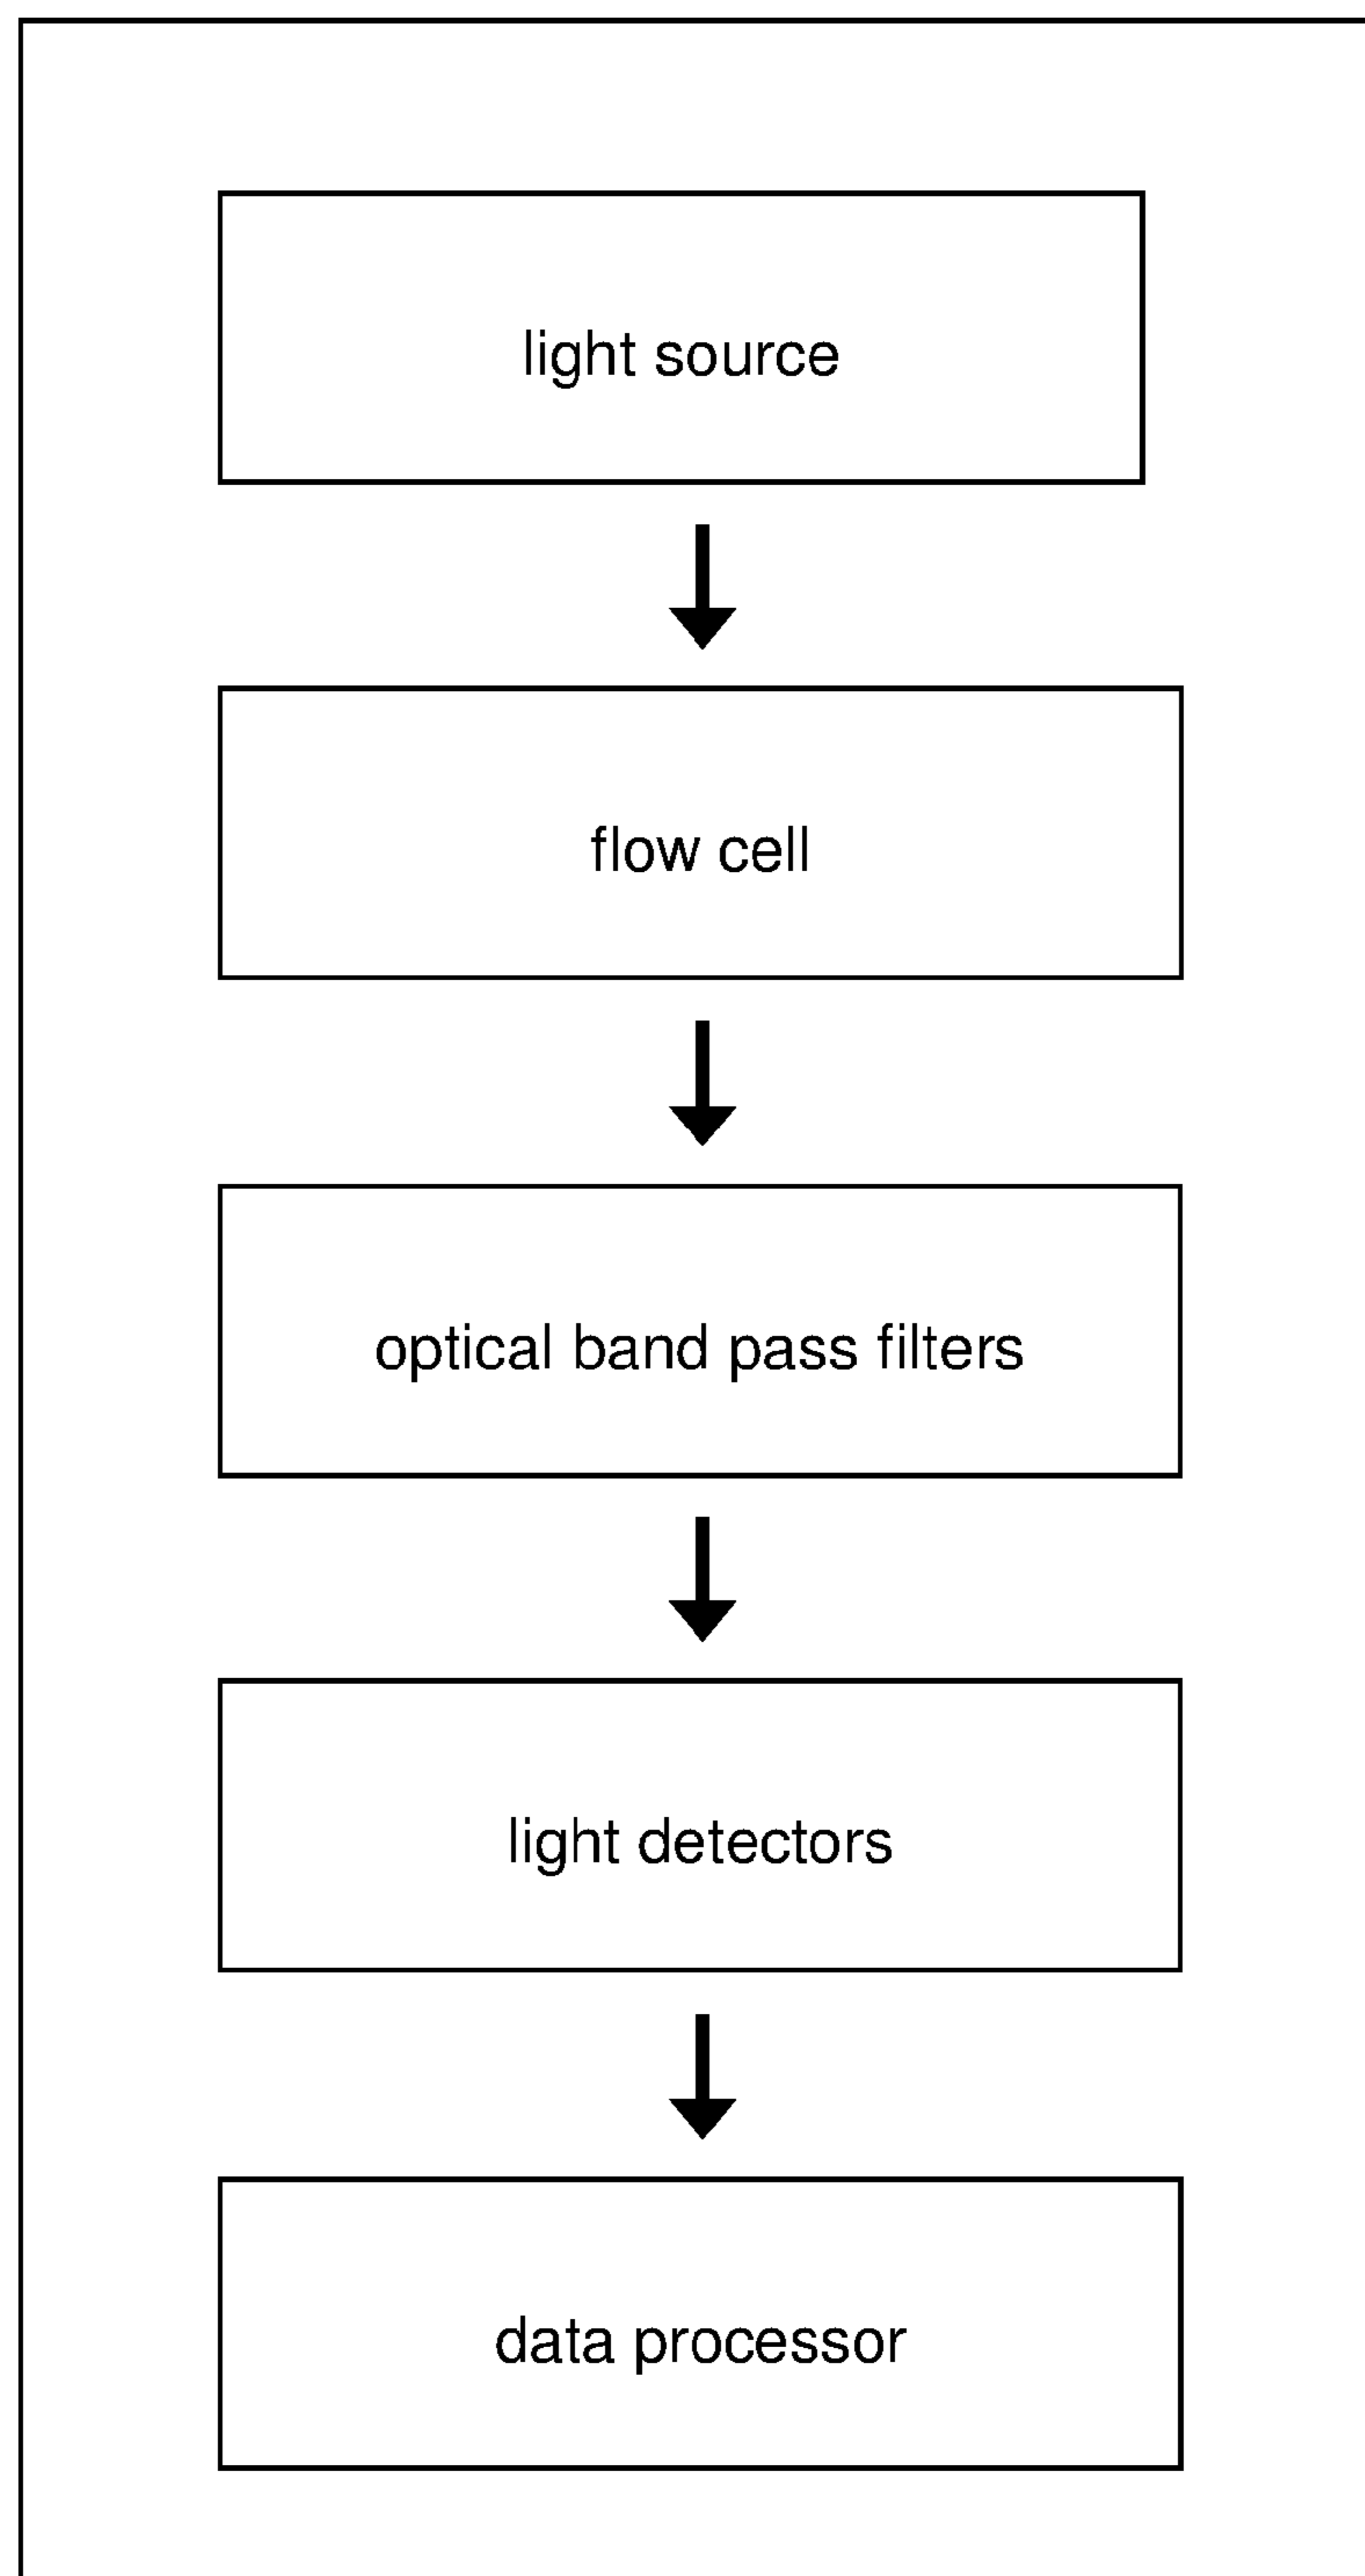 light source
flow cell
optical band pass filters
light detectors
data processor